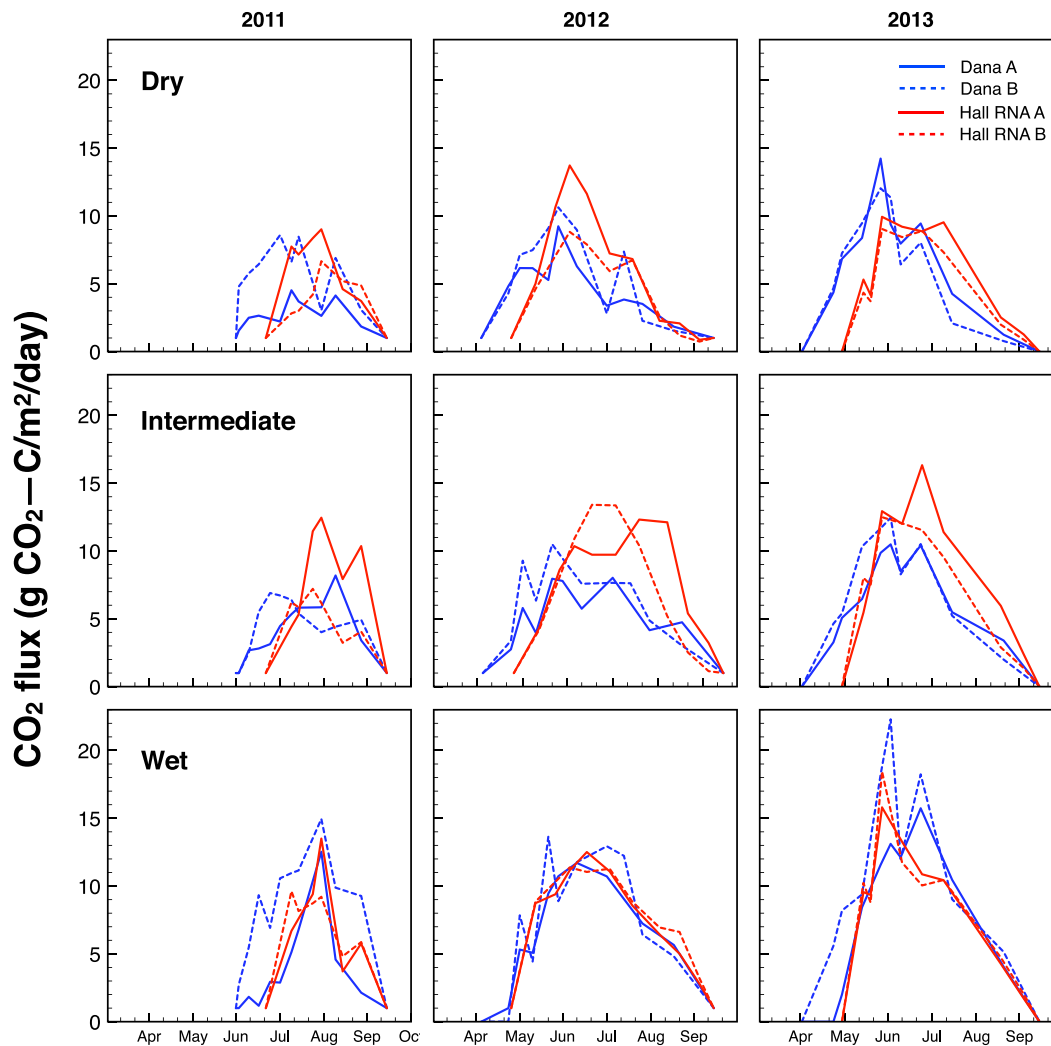 2011 2012 2013
Dry
20
15
10
5
0
Dana A
Dana B
Hall RNA A
Hall RNA B
Intermediate
20
15
10
5
0
CO₂ flux (g CO₂—C/m²/day)
Wet
20
15
10
5
0
Apr May Jun Jul Aug Sep Oc
Apr May Jun Jul Aug Sep
Apr May Jun Jul Aug Sep